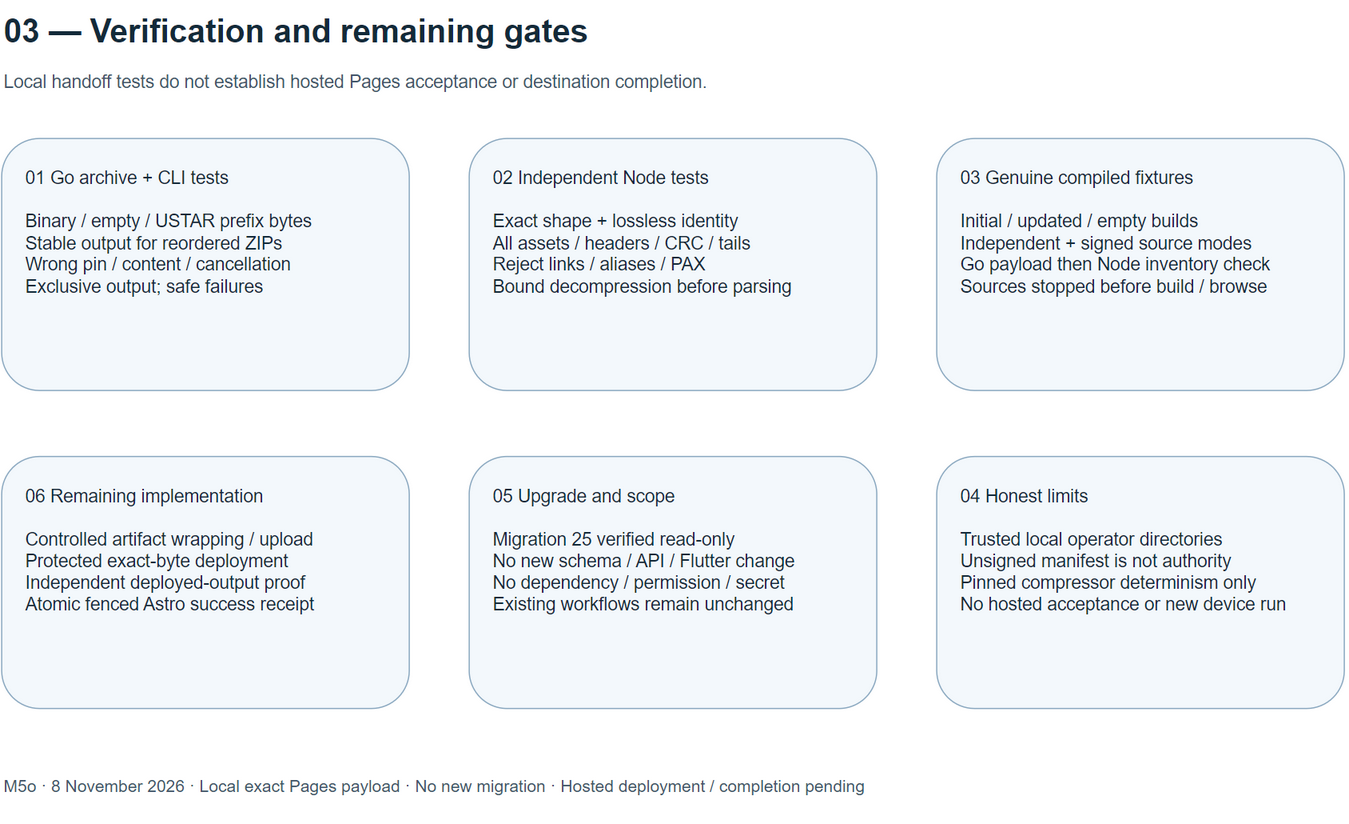 03 — Verification and remaining gates
Local handoff tests do not establish hosted Pages acceptance or destination completion.
01 Go archive + CLI tests
Binary / empty / USTAR prefix bytes
Stable output for reordered ZIPs
Wrong pin / content / cancellation
Exclusive output; safe failures
02 Independent Node tests
Exact shape + lossless identity
All assets / headers / CRC / tails
Reject links / aliases / PAX
Bound decompression before parsing
03 Genuine compiled fixtures
Initial / updated / empty builds
Independent + signed source modes
Go payload then Node inventory check
Sources stopped before build / browse
06 Remaining implementation
Controlled artifact wrapping / upload
Protected exact-byte deployment
Independent deployed-output proof
Atomic fenced Astro success receipt
05 Upgrade and scope
Migration 25 verified read-only
No new schema / API / Flutter change
No dependency / permission / secret
Existing workflows remain unchanged
04 Honest limits
Trusted local operator directories
Unsigned manifest is not authority
Pinned compressor determinism only
No hosted acceptance or new device run
M5o · 8 November 2026 · Local exact Pages payload · No new migration · Hosted deployment / completion pending